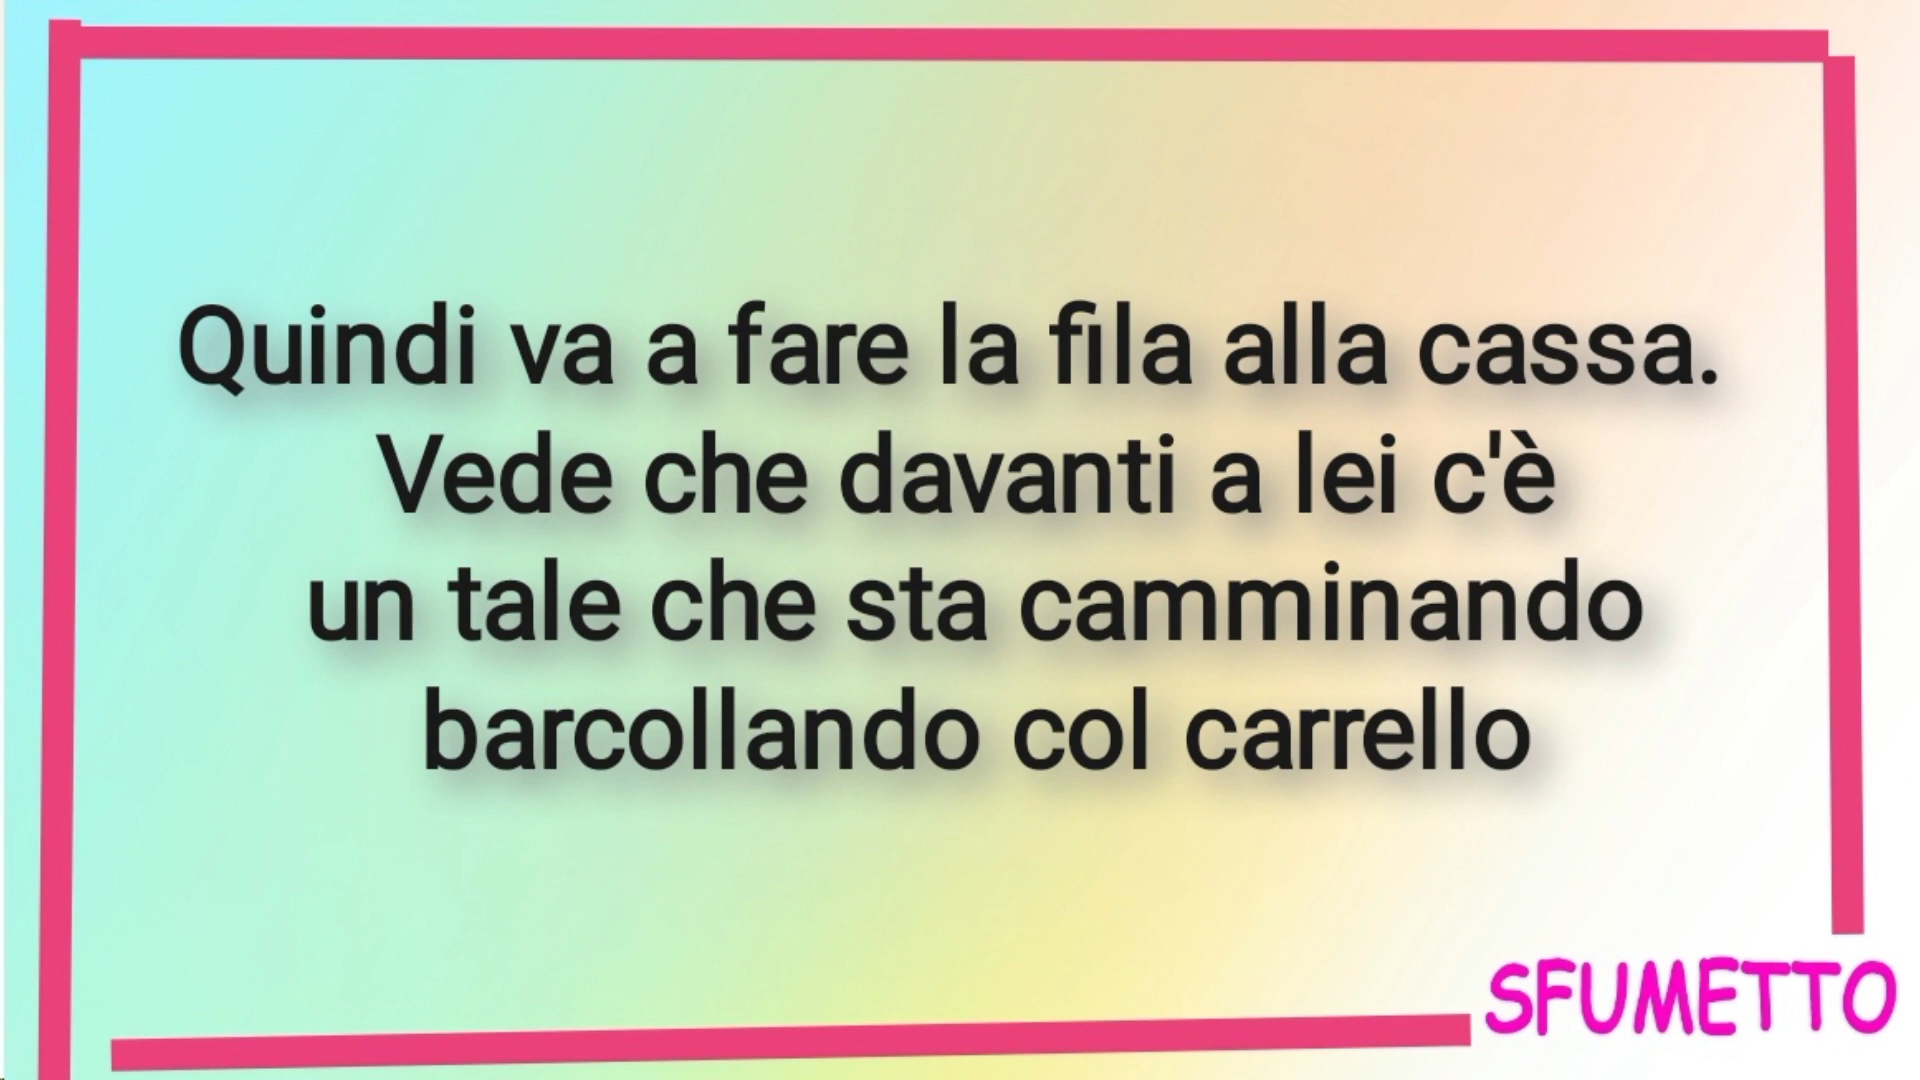 Quindi va a fare la fila alla cassa.
Vede che davanti a lei c'è
un tale che sta camminando
barcollando col carrello
SFUMETTO